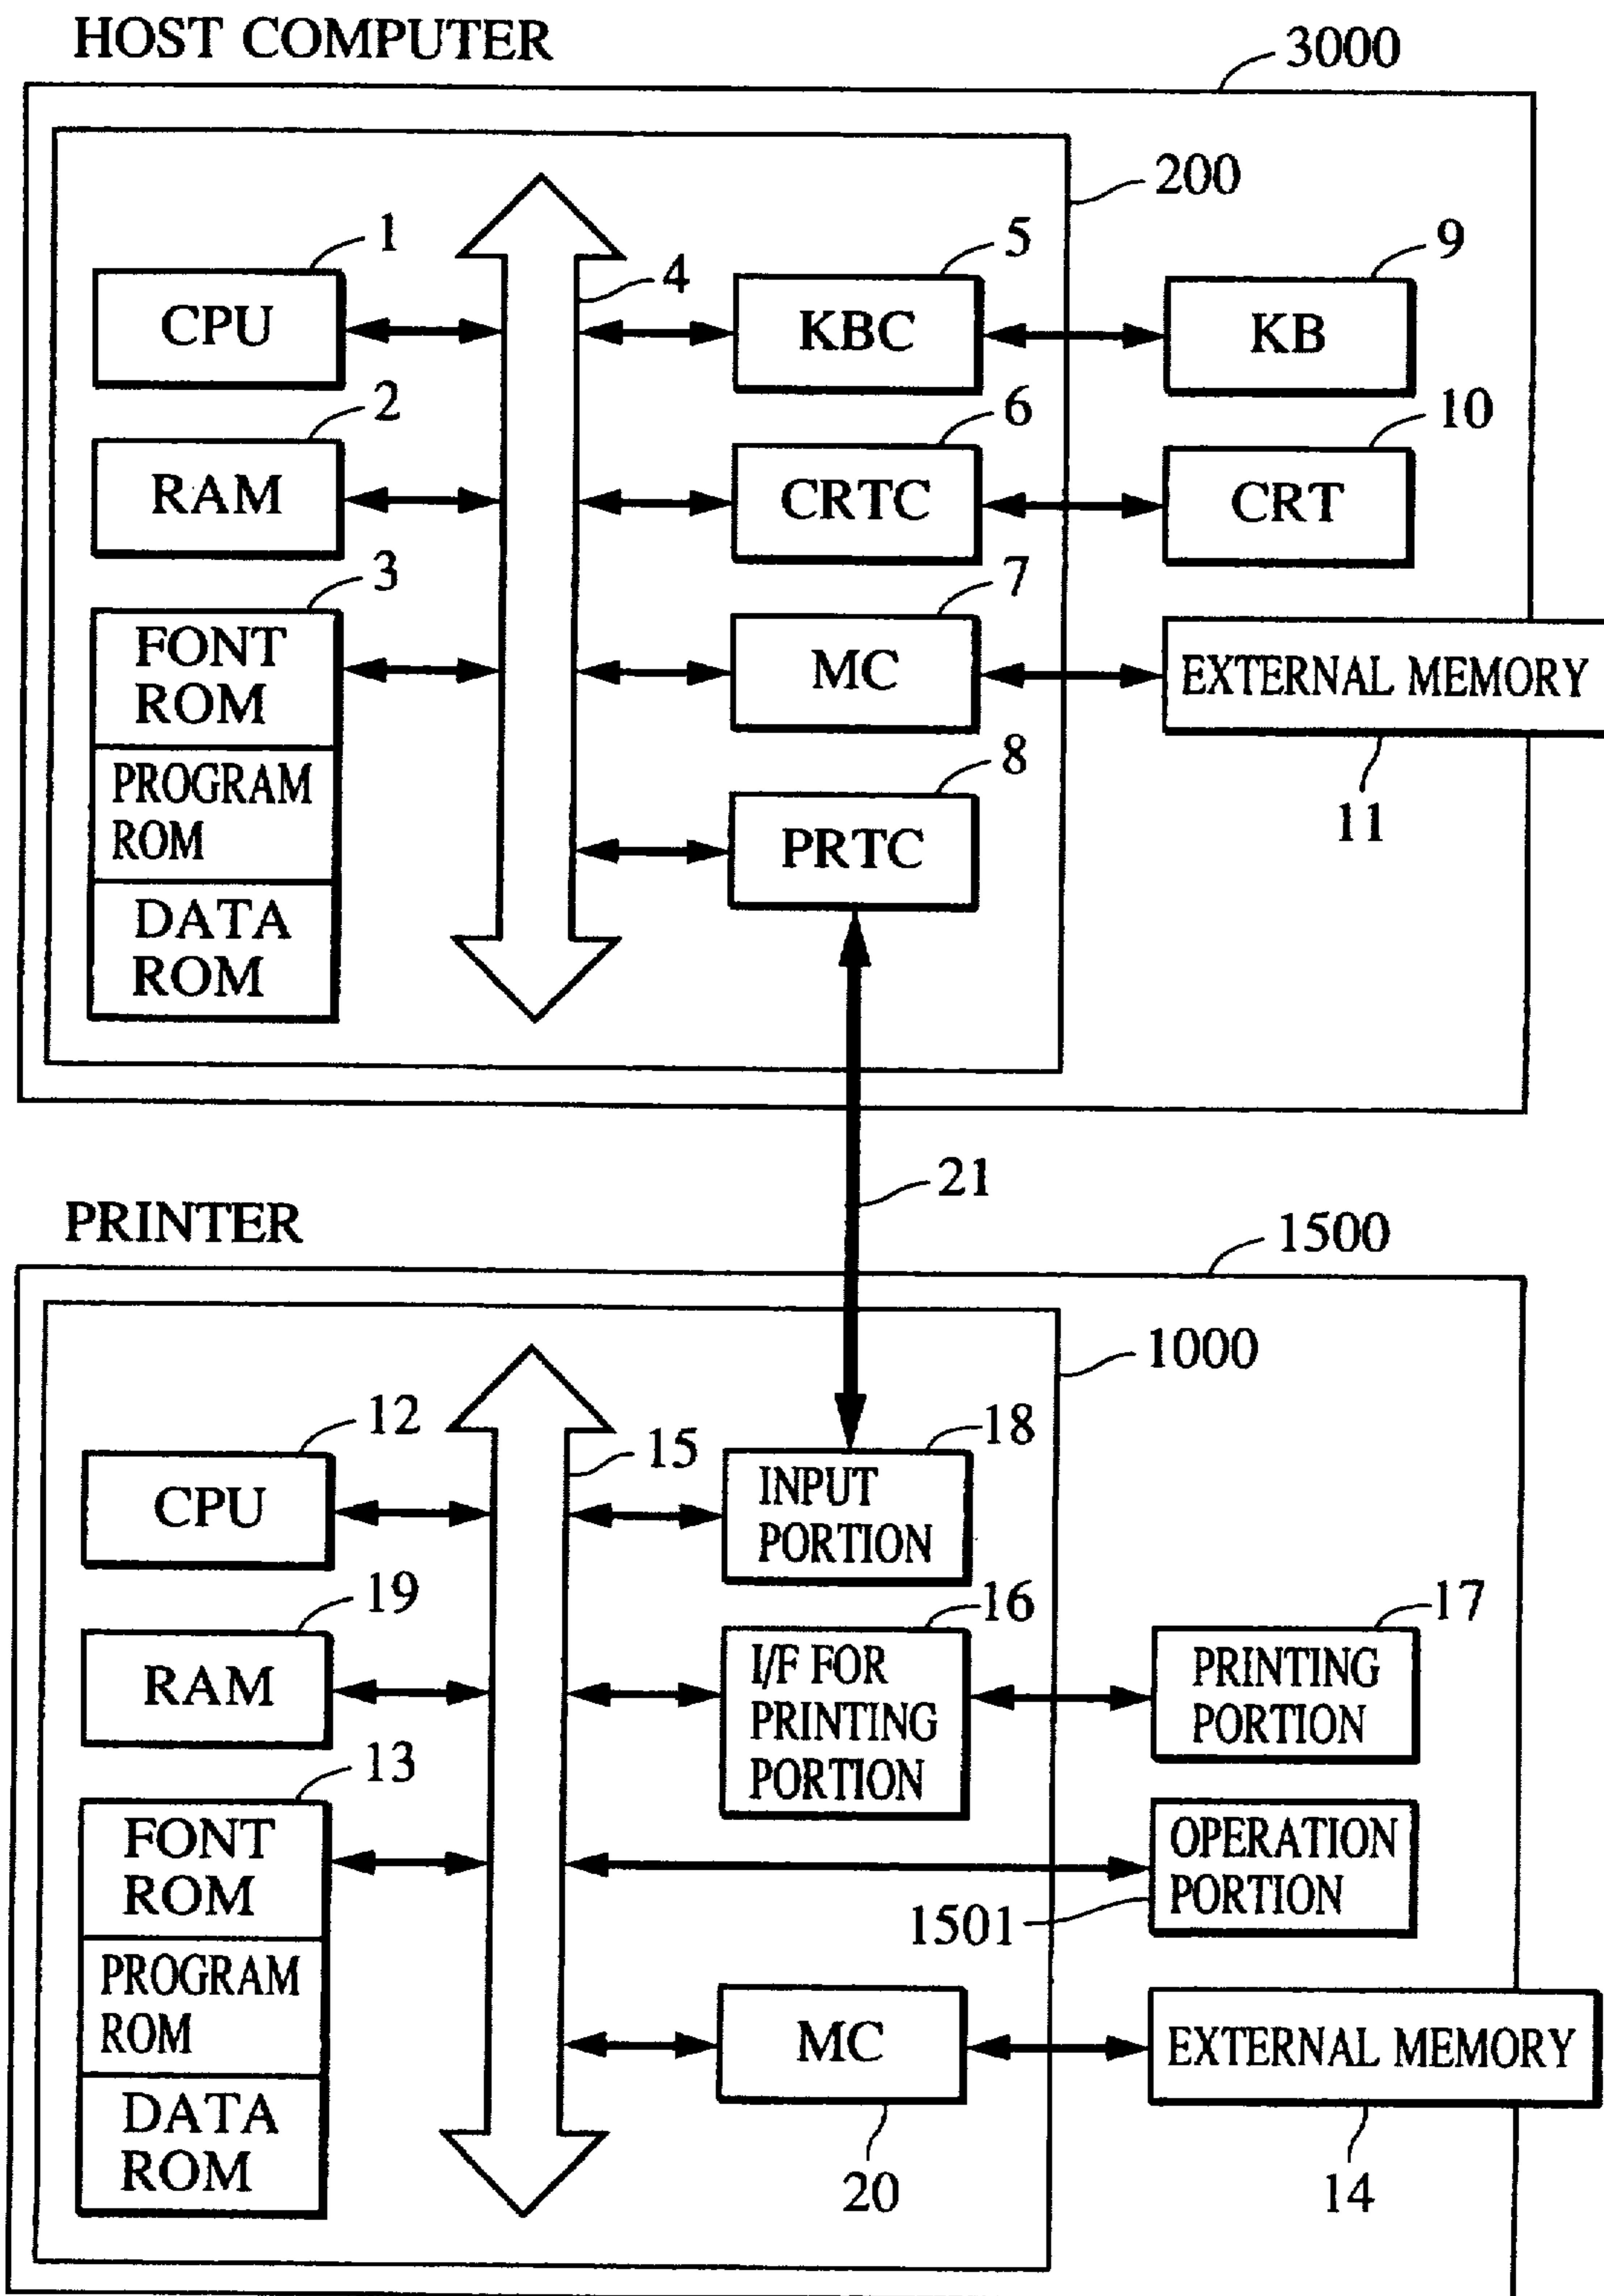 HOST COMPUTER
3000
200
1
CPU
4
5
KBC
9
KB
2
RAM
6
CRTC
10
CRT
3
FONT
ROM
PROGRAM
ROM
DATA
ROM
7
MC
EXTERNAL MEMORY
11
8
PRTC
21
PRINTER
1500
1000
12
CPU
15
18
INPUT
PORTION
19
RAM
16
I/F FOR
PRINTING
PORTION
17
PRINTING
PORTION
13
FONT
ROM
PROGRAM
ROM
DATA
ROM
OPERATION
PORTION
1501
MC
20
EXTERNAL MEMORY
14